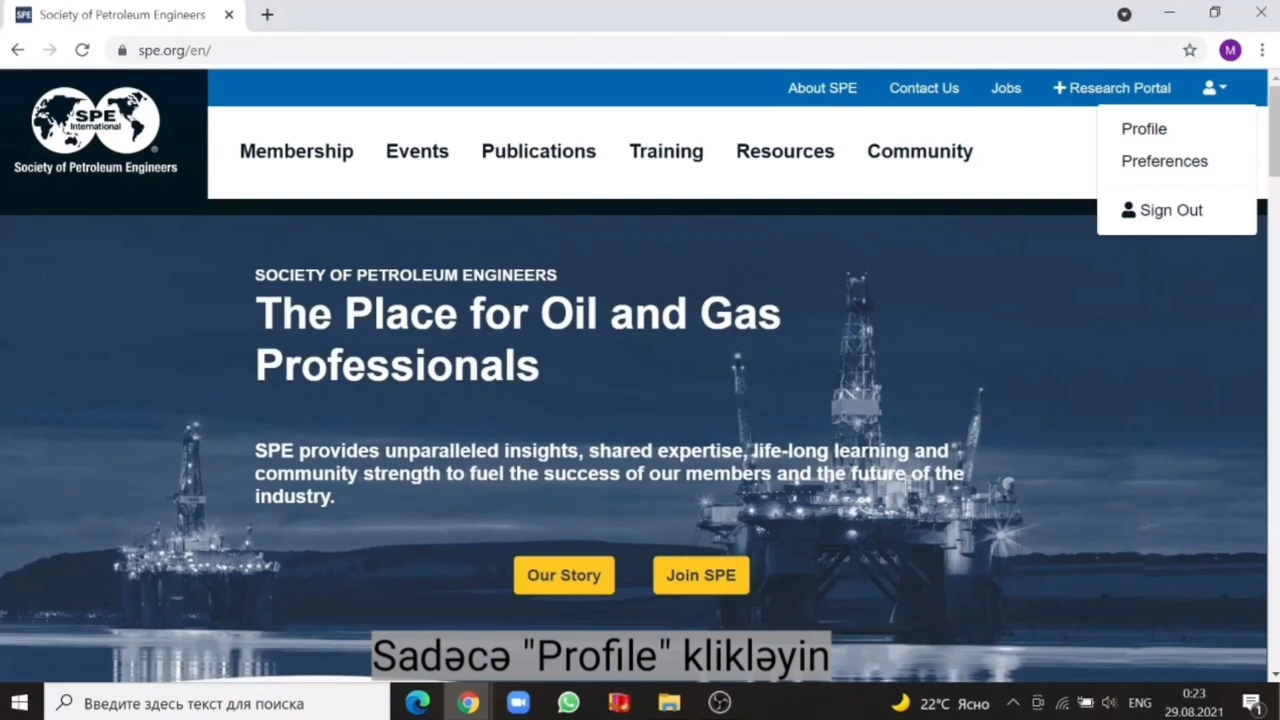 SPE Society of Petroleum Engineers
spe.org/en/
M
About SPE Contact Us Jobs Research Portal
SPE
International
Society of Petroleum Engineers
Membership Events Publications Training Resources Community
Profile
Preferences
Sign Out
SOCIETY OF PETROLEUM ENGINEERS
The Place for Oil and Gas
Professionals
SPE provides unparalleled insights, shared expertise, life-long learning and
community strength to fuel the success of our members and the future of the
industry.
Our Story Join SPE
Sadəcə "Profile" klikləyin
Введите здесь текст для поиска
22°C Ясно
ENG
0:23
29.08.2021
1